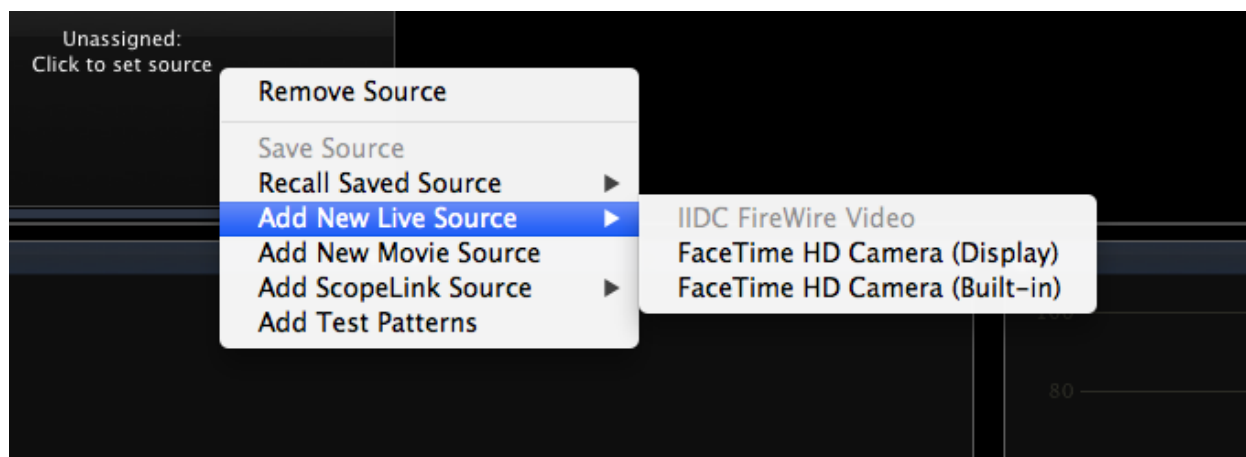 Unassigned:
Click to set source
Remove Source
Save Source
Recall Saved Source
Add New Live Source
Add New Movie Source
Add ScopeLink Source
Add Test Patterns
IIDC FireWire Video
FaceTime HD Camera (Display)
FaceTime HD Camera (Built-in)
100
80